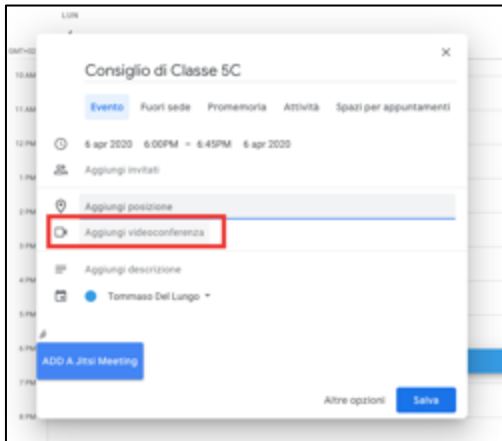 LUN
GMT+02
Consiglio di Classe 5C
10 AM
Evento Fuori sede Promemoria Attività Spazi per appuntamenti
11 AM
12 PM
6 apr 2020 6:00PM – 6:45PM 6 apr 2020
Aggiungi invitati
1 PM
2 PM
Aggiungi posizione
Aggiungi videoconferenza
3 PM
Aggiungi descrizione
4 PM
Tommaso Del Lungo
5 PM
6 PM
ADD A Jitsi Meeting
7 PM
Altre opzioni Salva
8 PM